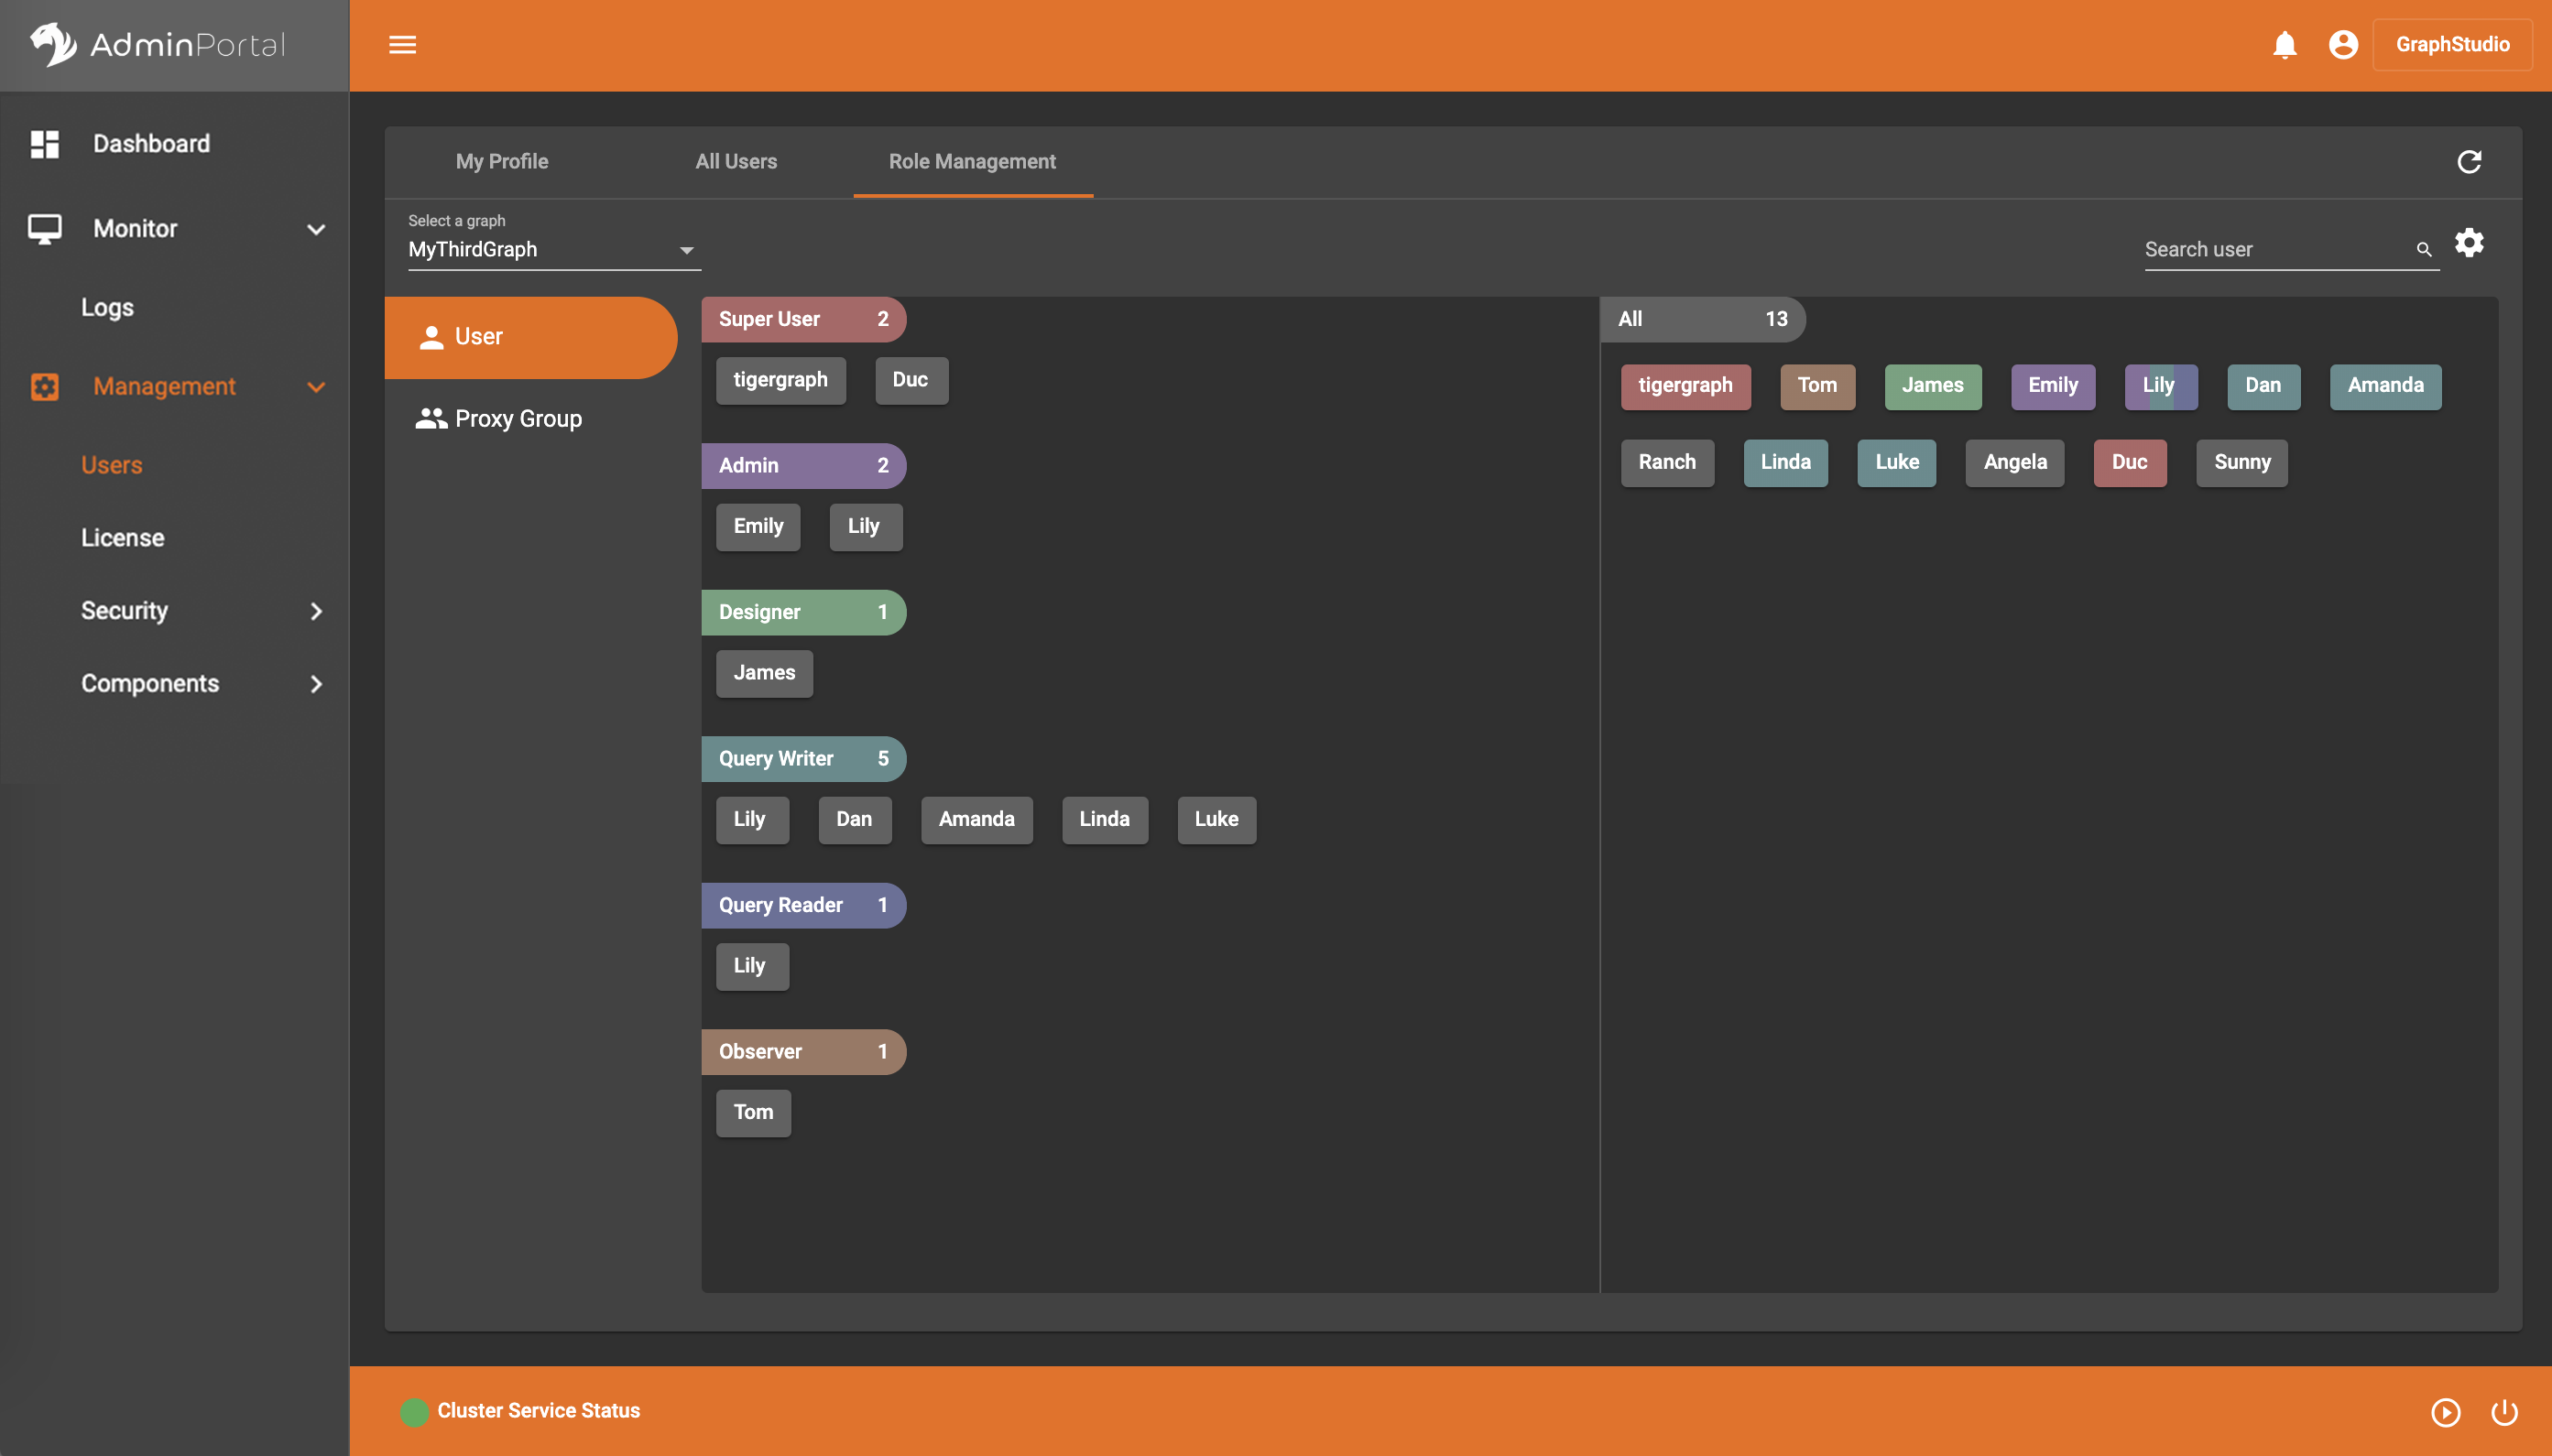 AdminPortal
GraphStudio
Dashboard
Monitor
Logs
Management
Users
License
Security
Components
My Profile All Users Role Management
Select a graph
MyThirdGraph
Search user
User
Proxy Group
Super User 2
tigergraph Duc
Admin 2
Emily Lily
Designer 1
James
Query Writer 5
Lily Dan Amanda Linda Luke
Query Reader 1
Lily
Observer 1
Tom
All 13
tigergraph Tom James Emily Lily Dan Amanda
Ranch Linda Luke Angela Duc Sunny
Cluster Service Status